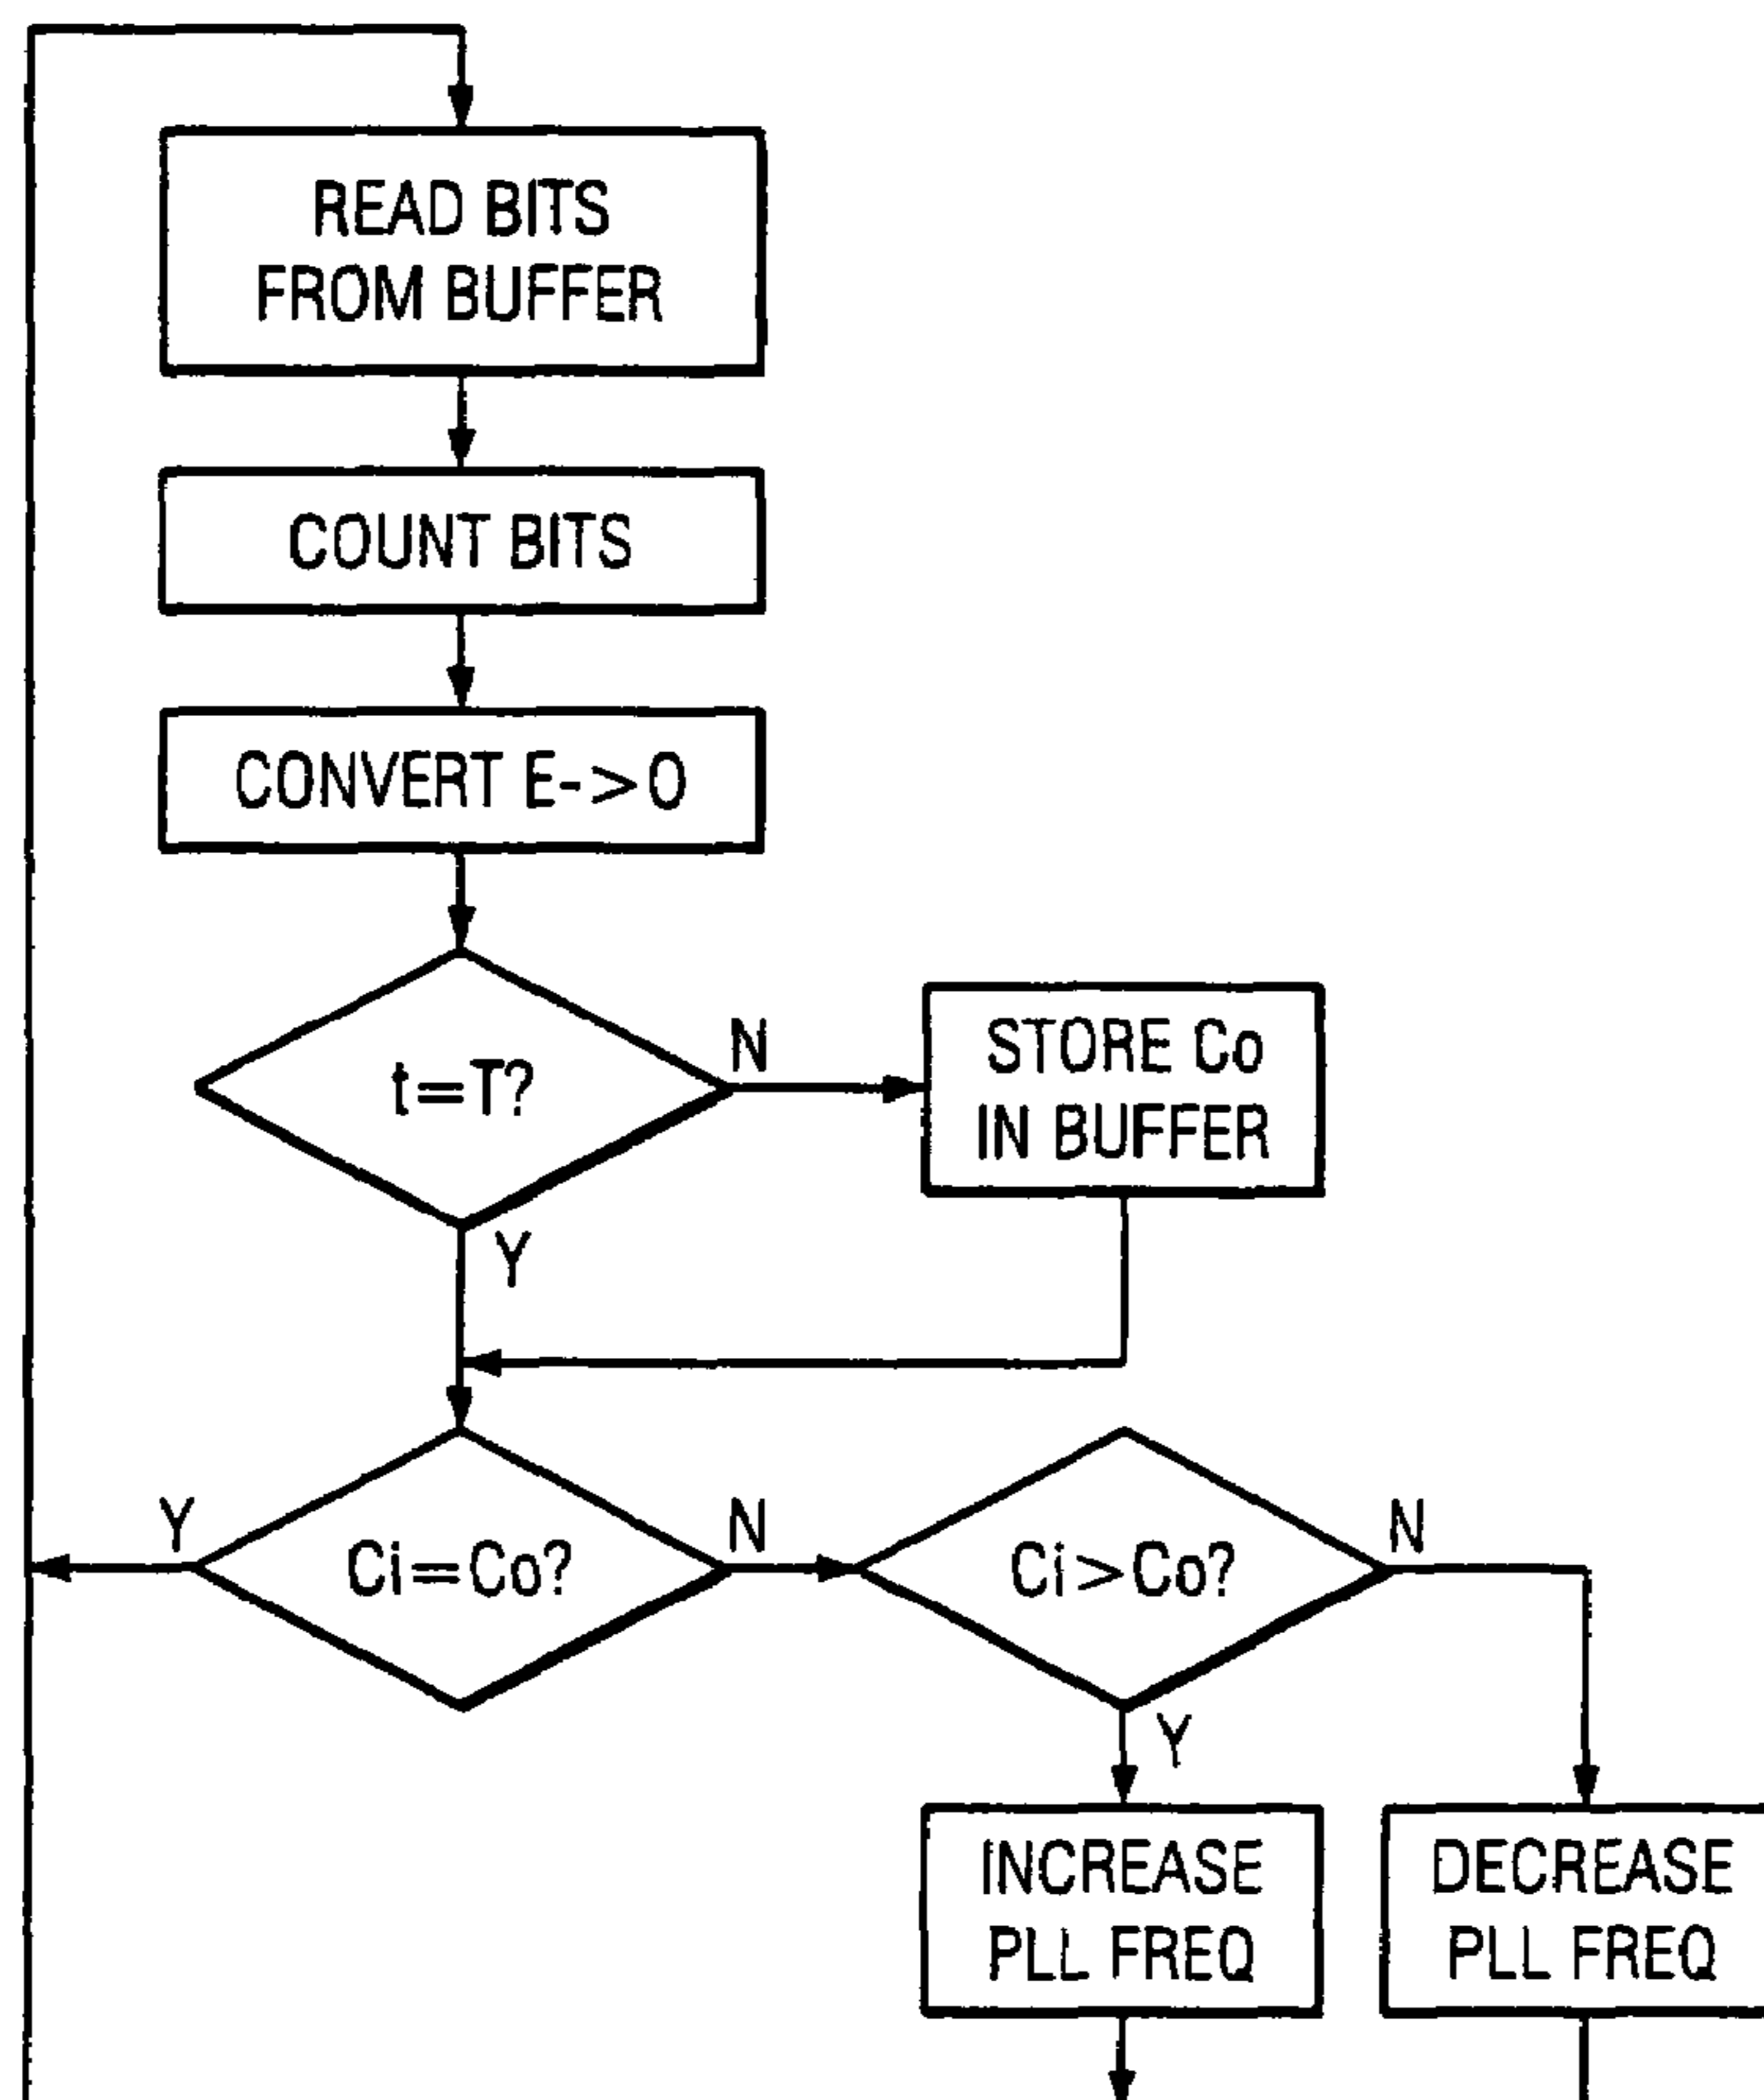 READ BITS
FROM BUFFER
COUNT BITS
CONVERT E->O
t=T?
N
STORE Co
IN BUFFER
Y
Y
Ci=Co?
N
Ci>Co?
N
Y
INCREASE
PLL FREQ
DECREASE
PLL FREQ